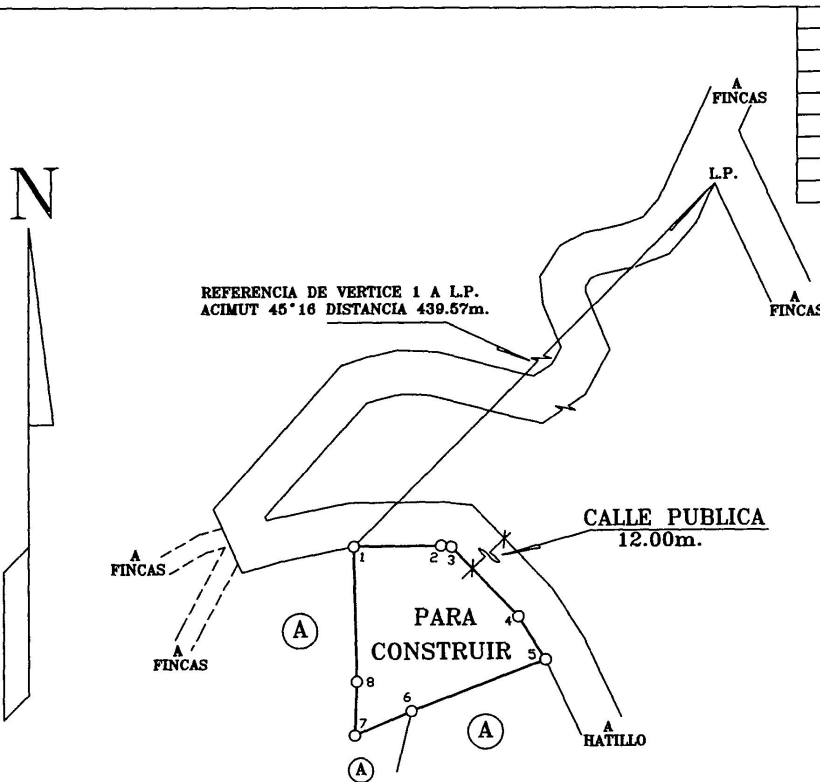 A
FINCAS
N
L.P.
REFERENCIA DE VERTICE 1 A L.P.
ACIMUT 45°16 DISTANCIA 439.57m.
A
FINCAS
CALLE PUBLICA
12.00m.
1
2
3
A
FINCAS
A
PARA
CONSTRUIR
4
A
FINCAS
5
8
6
A
7
A
HATILLO
A